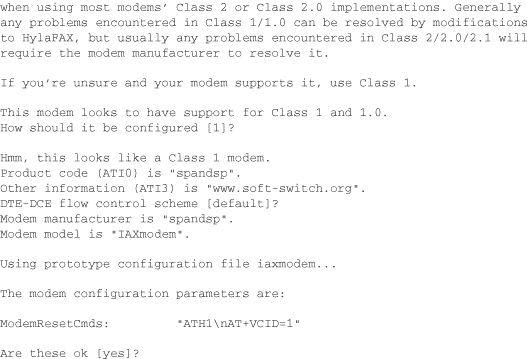 when using most modems' Class 2 or Class 2.0 implementations. Generally
any problems encountered in Class 1/1.0 can be resolved by modifications
to HylaFAX, but usually any problems encountered in Class 2/2.0/2.1 will
require the modem manufacturer to resolve it.
If you're unsure and your modem supports it, use Class 1.
This modem looks to have support for Class 1 and 1.0.
How should it be configured [1]?
Hmm, this looks like a Class 1 modem.
Product code (ATI0) is "spandsp".
Other information (ATI3) is "www.soft-switch.org".
DTE-DCE flow control scheme [default]?
Modem manufacturer is "spandsp".
Modem model is "IAXmodem".
Using prototype configuration file iaxmodem...
The modem configuration parameters are:
ModemResetCmds: "ATH1\nAT+VCID=1"
Are these ok [yes]?